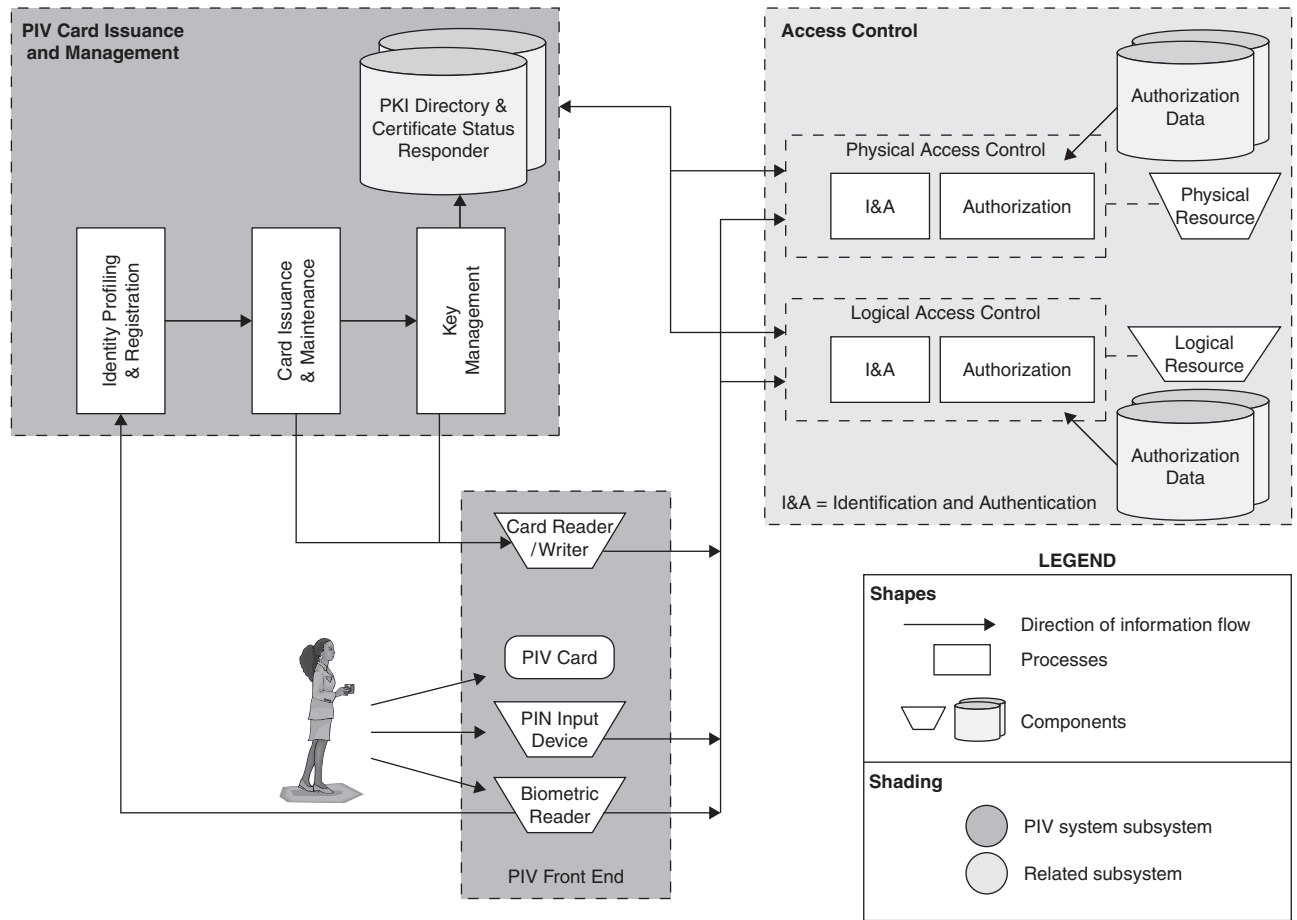 PIV Card Issuance
and Management
PKI Directory &
Certificate Status
Responder
Identity Profiling
& Registration
Card Issuance
& Maintenance
Key
Management
Access Control
Authorization
Data
Physical Access Control
I&A
Authorization
Physical
Resource
Logical Access Control
I&A
Authorization
Logical
Resource
Authorization
Data
I&A = Identification and Authentication
Card Reader
/Writer
PIV Card
PIN Input
Device
Biometric
Reader
PIV Front End
LEGEND
Shapes
Direction of information flow
Processes
Components
Shading
PIV system subsystem
Related subsystem